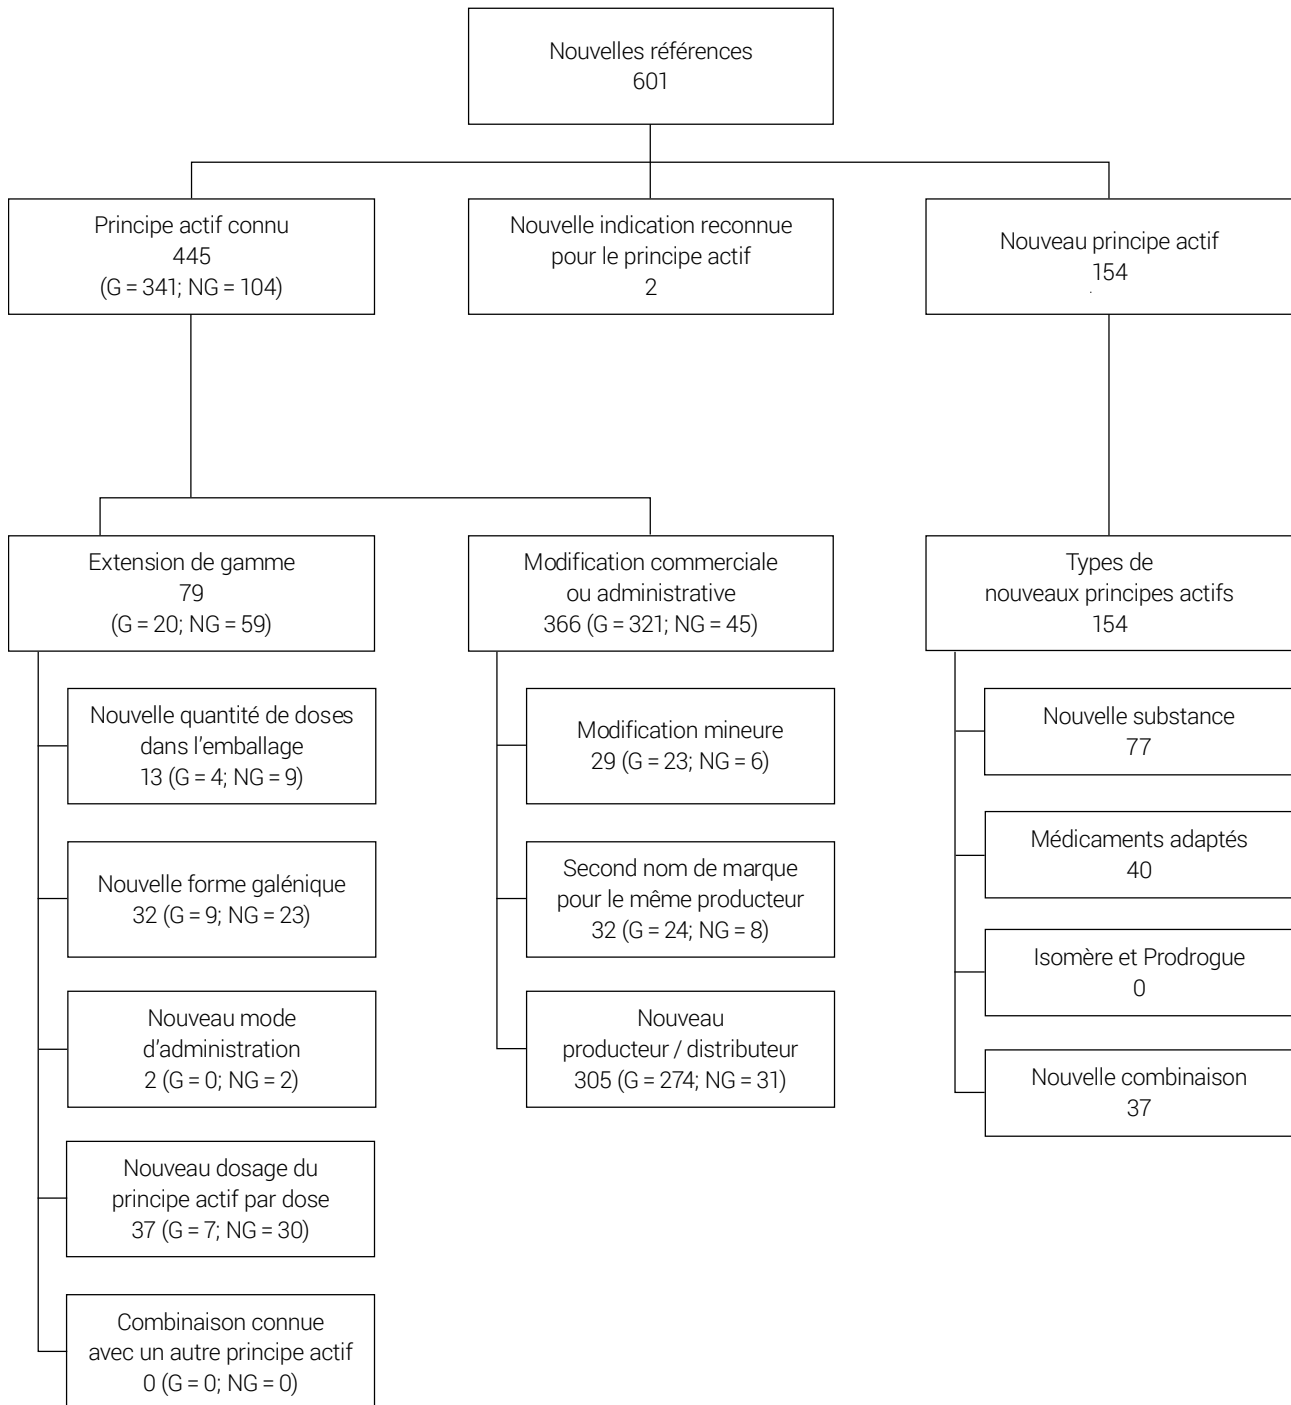 Nouvelles références
601
Principe actif connu
445
(G = 341; NG = 104)
Nouvelle indication reconnue
pour le principe actif
2
Nouveau principe actif
154
Extension de gamme
79
(G = 20; NG = 59)
Modification commerciale
ou administrative
366 (G = 321; NG = 45)
Types de
nouveaux principes actifs
154
Nouvelle quantité de doses
dans l'emballage
13 (G = 4; NG = 9)
Nouvelle forme galénique
32 (G = 9; NG = 23)
Nouveau mode
d'administration
2 (G = 0; NG = 2)
Nouveau dosage du
principe actif par dose
37 (G = 7; NG = 30)
Combinaison connue
avec un autre principe actif
0 (G = 0; NG = 0)
Modification mineure
29 (G = 23; NG = 6)
Second nom de marque
pour le même producteur
32 (G = 24; NG = 8)
Nouveau
producteur / distributeur
305 (G = 274; NG = 31)
Nouvelle substance
77
Médicaments adaptés
40
Isomère et Prodrogue
0
Nouvelle combinaison
37